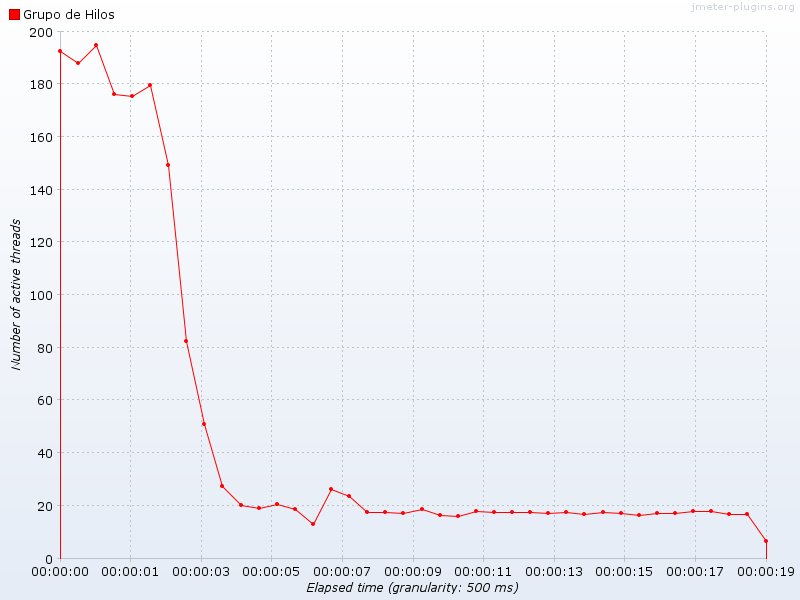 jmeter-plugins.org
Grupo de Hilos
200
180
160
140
120
100
80
60
40
20
0
Number of active threads
00:00:00 00:00:01 00:00:03 00:00:05 00:00:07 00:00:09 00:00:11 00:00:13 00:00:15 00:00:17 00:00:19
Elapsed time (granularity: 500 ms)